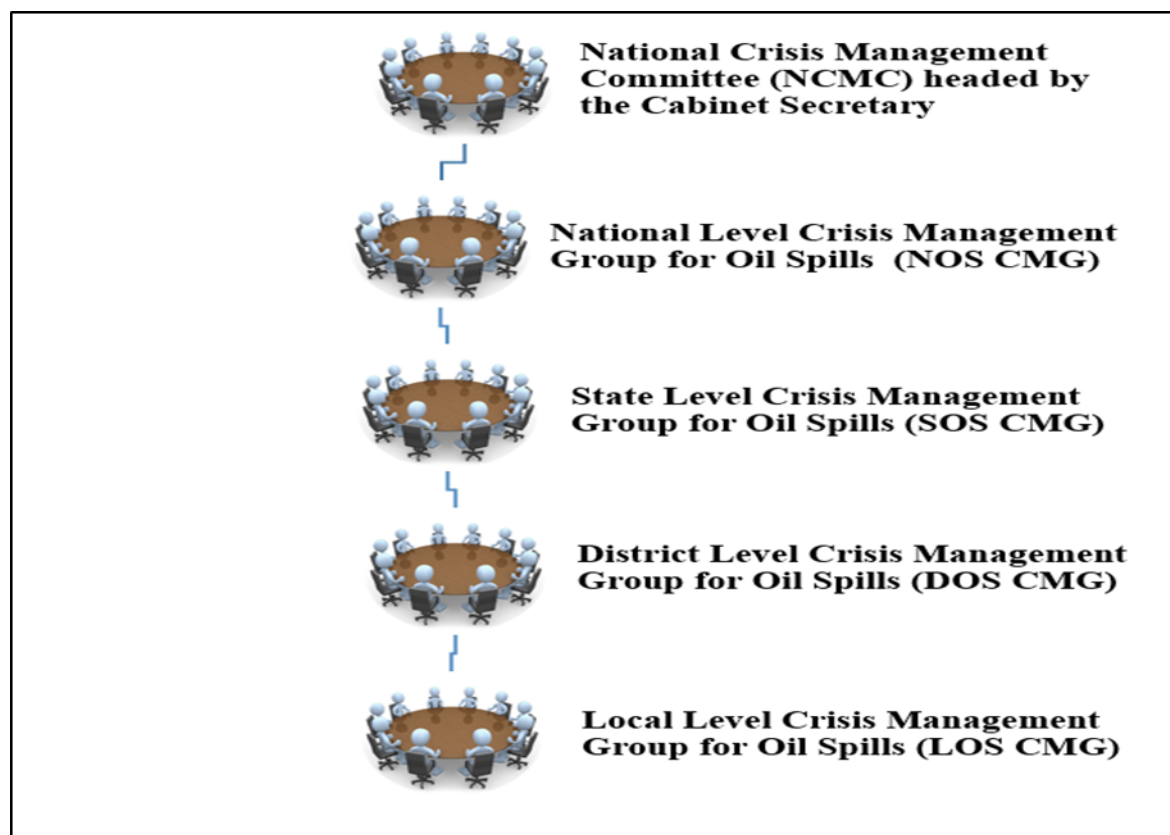 National Crisis Management
Committee (NCMC) headed by
the Cabinet Secretary
National Level Crisis Management
Group for Oil Spills (NOS CMG)
State Level Crisis Management
Group for Oil Spills (SOS CMG)
District Level Crisis Management
Group for Oil Spills (DOS CMG)
Local Level Crisis Management
Group for Oil Spills (LOS CMG)